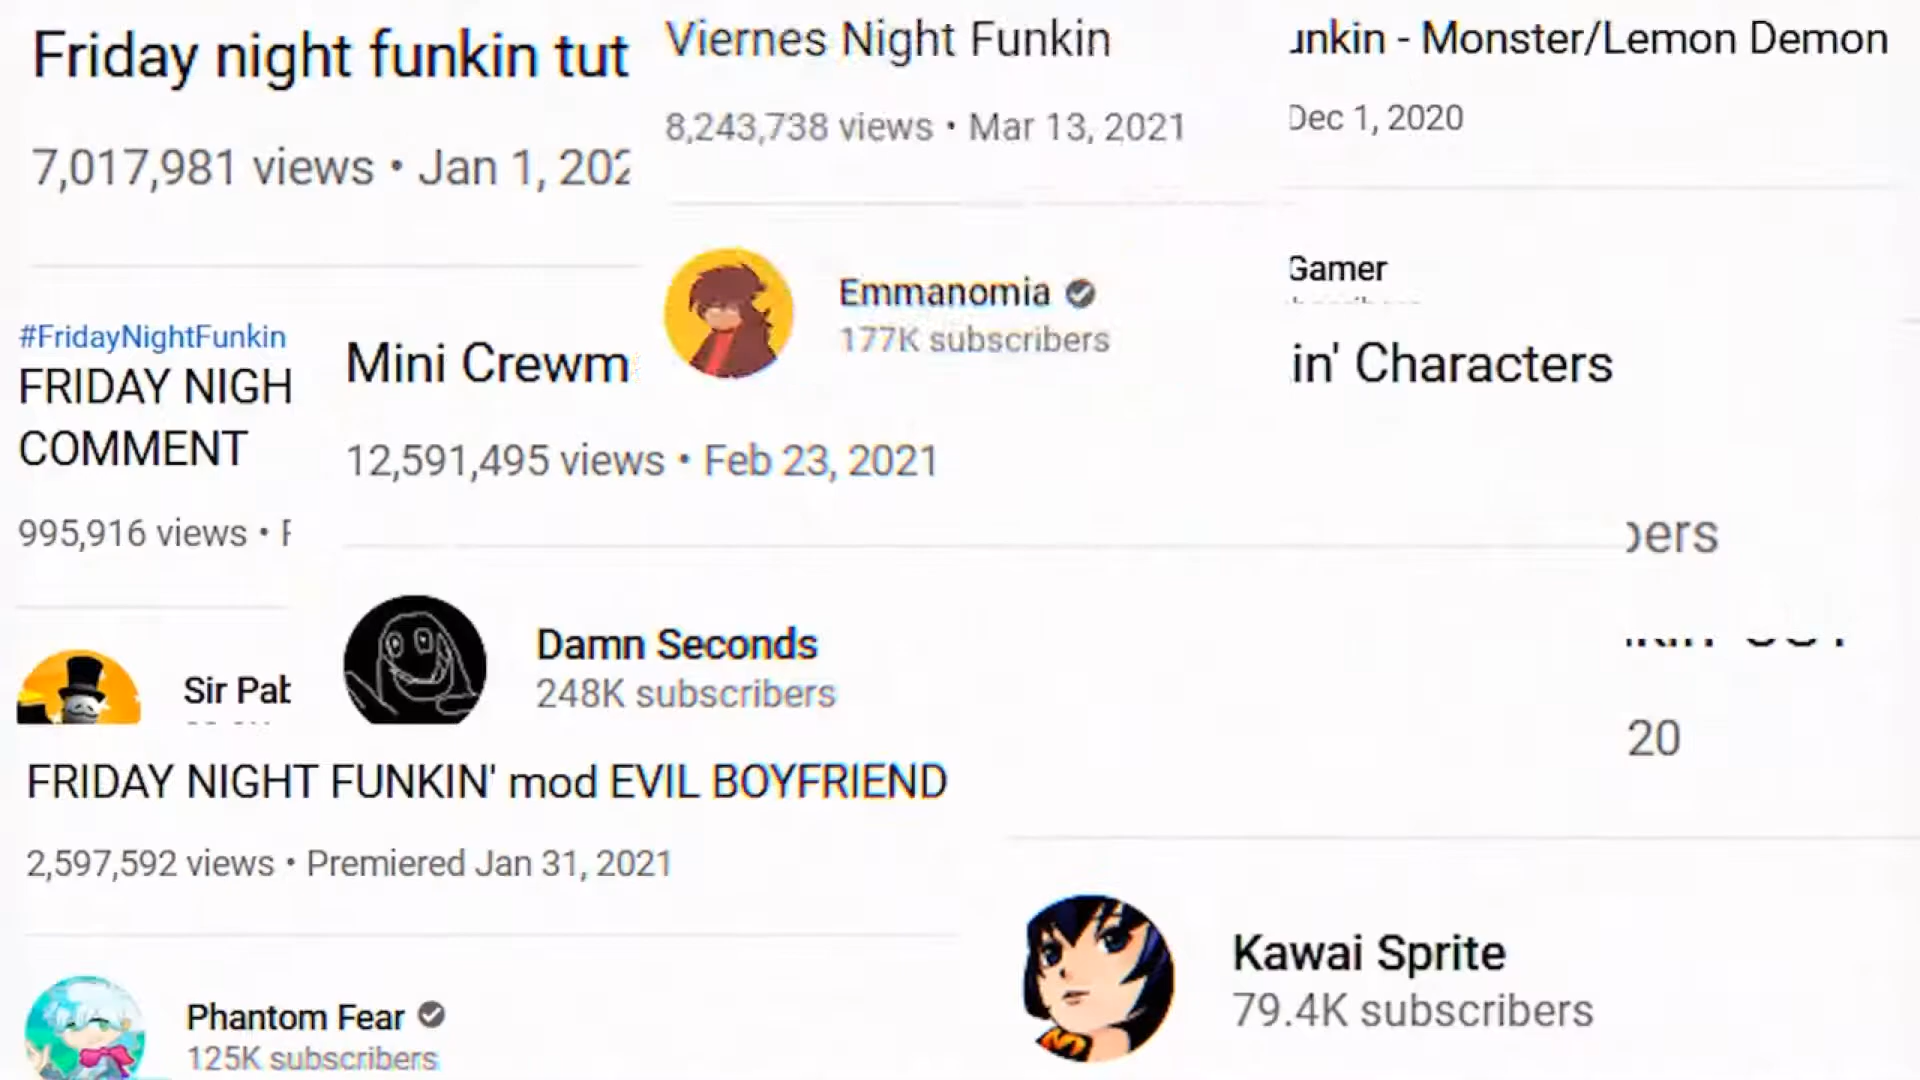 Friday night funkin tut
7,017,981 views • Jan 1, 202
Viernes Night Funkin
8,243,738 views • Mar 13, 2021
Emmanomia
177K subscribers
unkin - Monster/Lemon Demon
Dec 1, 2020
Gamer
in' Characters
#FridayNightFunkin
FRIDAY NIGH
COMMENT
995,916 views • F
Sir Pab
Mini Crewm
12,591,495 views • Feb 23, 2021
Damn Seconds
248K subscribers
bers
20
FRIDAY NIGHT FUNKIN' mod EVIL BOYFRIEND
2,597,592 views • Premiered Jan 31, 2021
Phantom Fear
125K subscribers
Kawai Sprite
79.4K subscribers